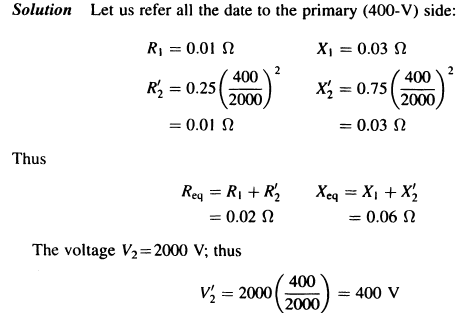 Solution Let us refer all the date to the primary (400-V) side:
R₁ = 0.01 Ω X₁ = 0.03 Ω
R′₂ = 0.25(400/2000)² X′₂ = 0.75(400/2000)²
= 0.01 Ω = 0.03 Ω
Thus
Req = R₁ + R′₂ Xeq = X₁ + X′₂
= 0.02 Ω = 0.06 Ω
The voltage V₂=2000 V; thus
V′₂ = 2000(400/2000) = 400 V